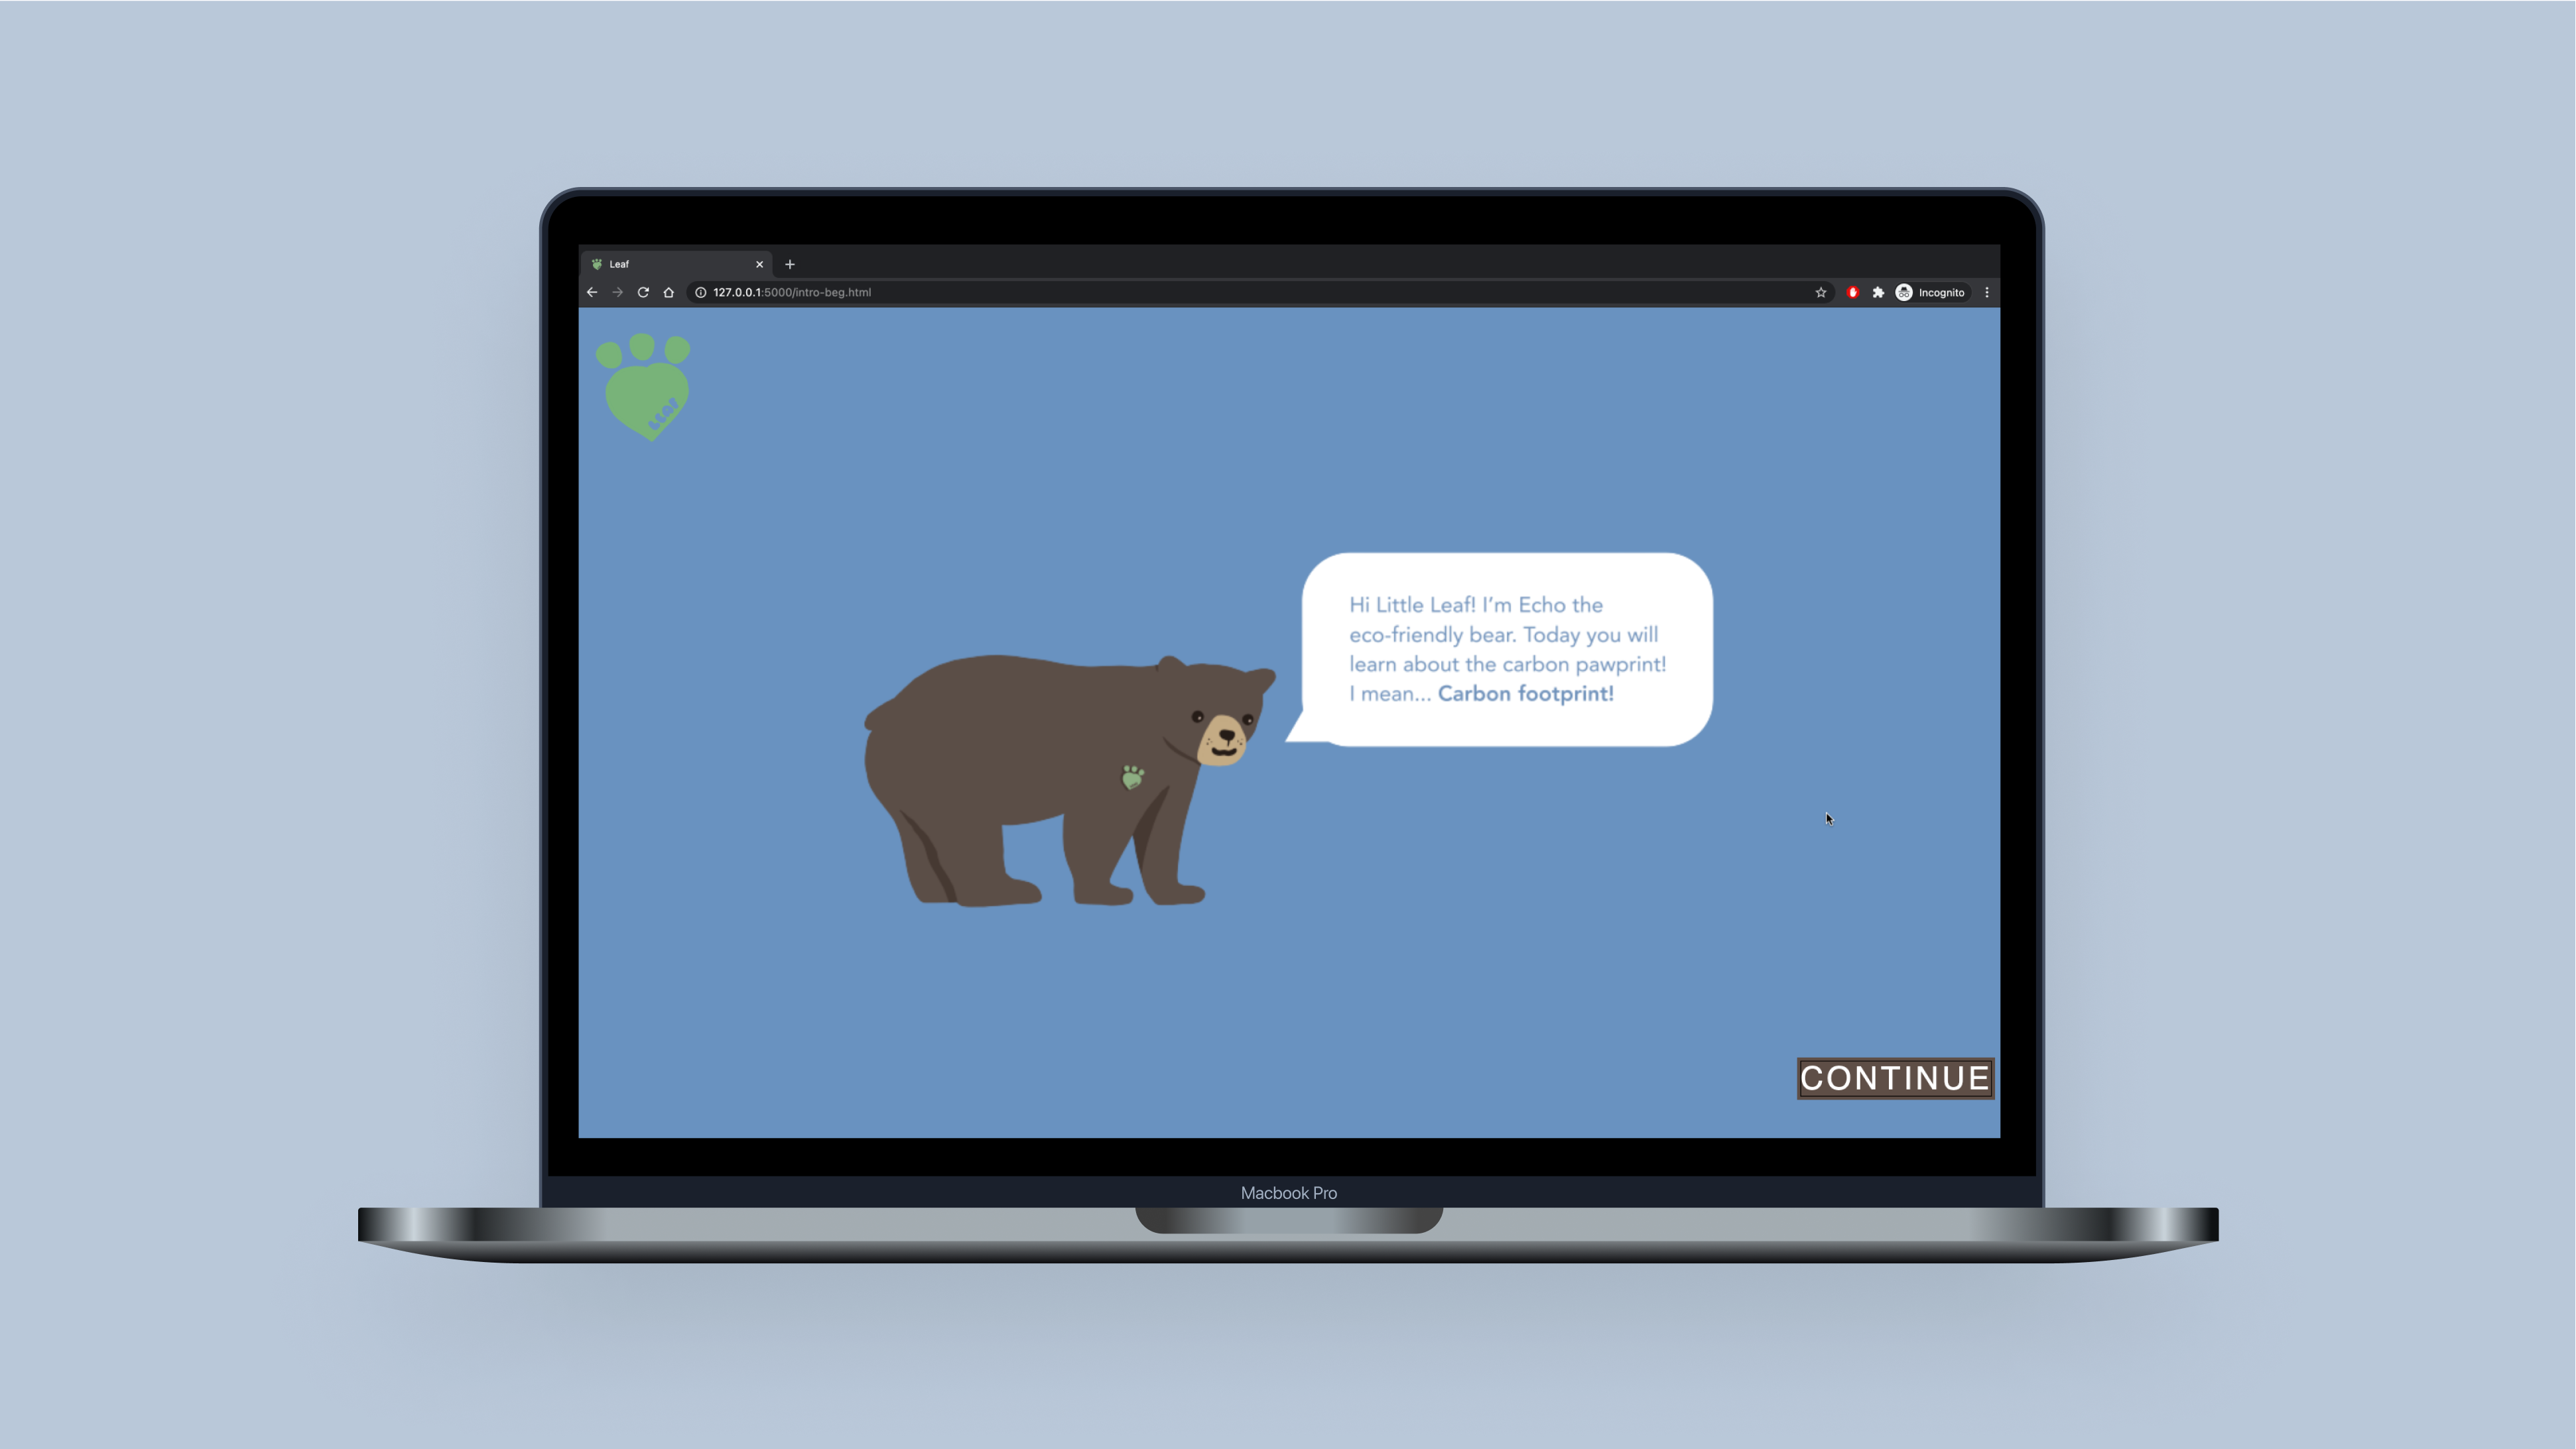 Leaf
127.0.0.1:5000/intro-beg.html
Incognito
LEAF
Hi Little Leaf! I’m Echo the
eco-friendly bear. Today you will
learn about the carbon pawprint!
I mean... Carbon footprint!
CONTINUE
Macbook Pro